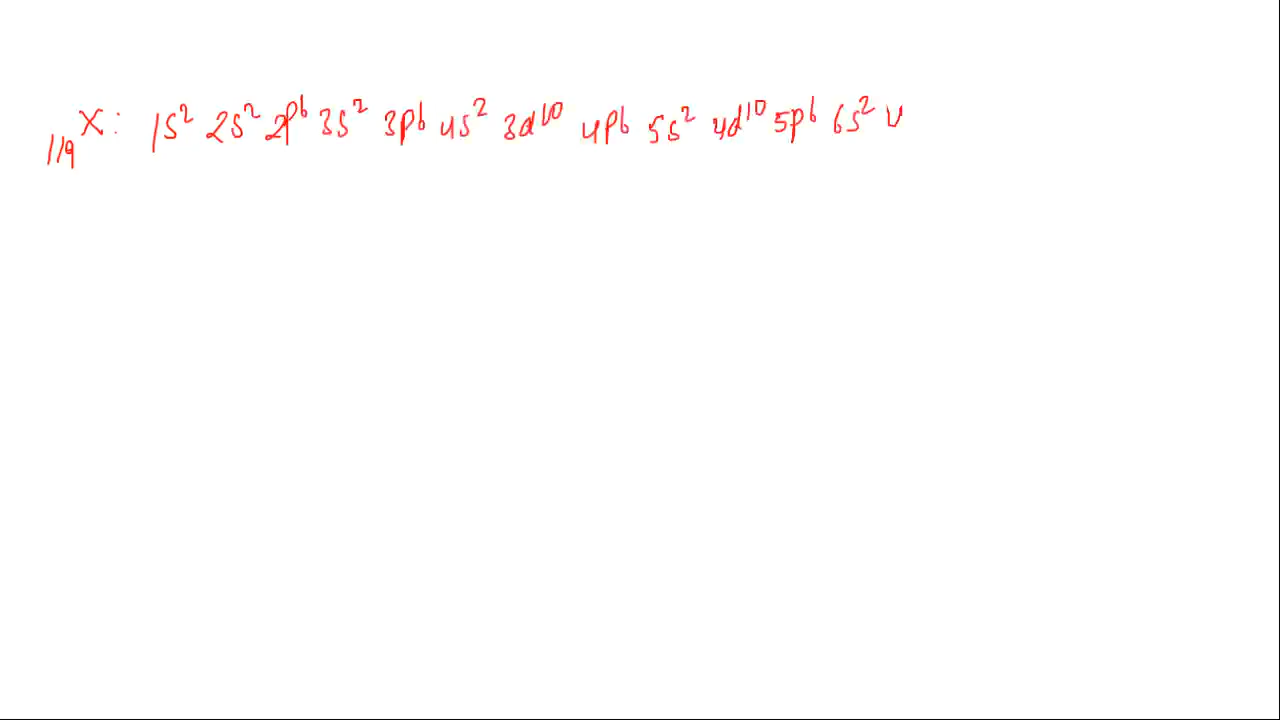 ₁₁₉X: 1s² 2s² 2p⁶ 3s² 3p⁶ 4s² 3d¹⁰ 4p⁶ 5s² 4d¹⁰ 5p⁶ 6s²